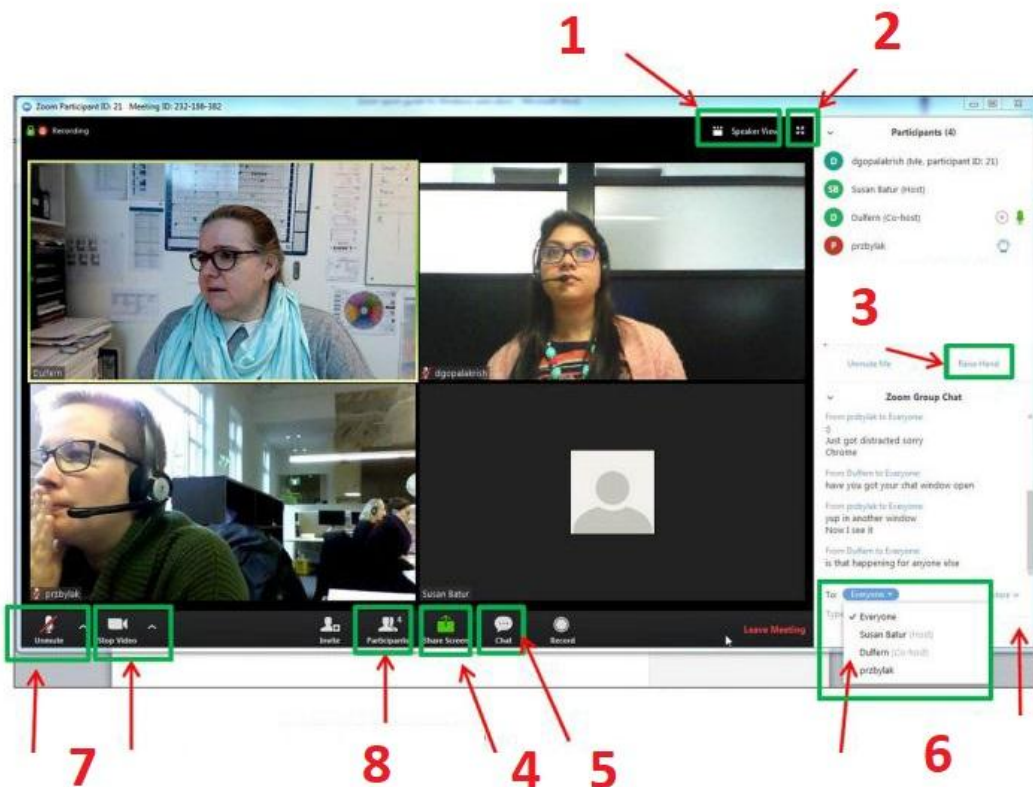 1
2
Zoom Participant ID: 21 Meeting ID: 232-186-382
Recording
Speaker View
Participants (4)
D dgopalakrish (Me, participant ID: 21)
SB Susan Batur (Host)
D Dulfern (Co-host)
P przbylak
3
Unmute Me
Raise Hand
Zoom Group Chat
From przbylak to Everyone:
:)
Just got distracted sorry
Chrome
From Dulfern to Everyone:
have you got your chat window open
From przbylak to Everyone:
yup in another window
Now I see it
From Dulfern to Everyone:
is that happening for anyone else
To: Everyone
Type
✓ Everyone
Susan Batur (Host)
Dulfern (Co-host)
przbylak
Dulfern
dgopalakrish
przbylak
Susan Batur
Unmute
Stop Video
Invite
Participants 4
Share Screen
Chat
Record
Leave Meeting
7
8
4
5
6